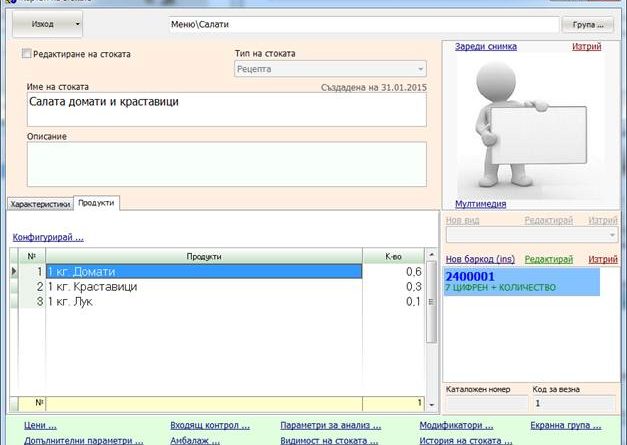 Изход
Меню\Салати
Група ...
Редактиране на стоката
Тип на стоката
Рецепта
Зареди снимка
Изтрий
Име на стоката
Създадена на 31.01.2015
Салата домати и краставици
Описание
Мултимедия
Характеристики
Продукти
Нов вид
Редактирай
Изтрий
Конфигурирай ...
№ Продукти К-во
1 1 кг. Домати 0,6
2 1 кг. Краставици 0,3
3 1 кг. Лук 0,1
№ 1
Нов баркод (ins)
Редактирай
Изтрий
2400001
7 ЦИФРЕН + КОЛИЧЕСТВО
Каталожен номер
Код за везна
1
Цени ...
Входящ контрол ...
Параметри за анализ ...
Модификатори ...
Екранна група ...
Допълнителни параметри ...
Амбалаж ...
Видимост на стоката ...
История на стоката ...